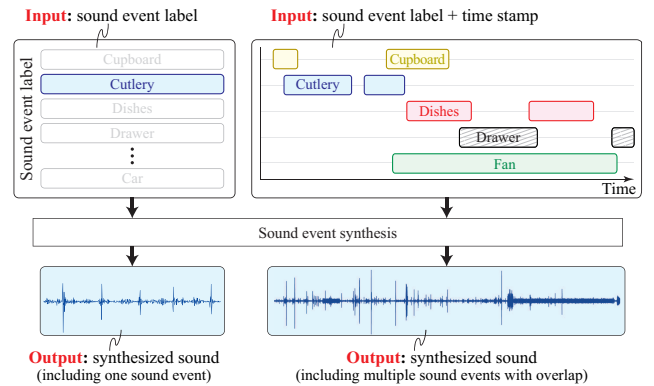 Input: sound event label
Input: sound event label + time stamp
Sound event label
Cupboard
Cutlery
Dishes
Drawer
Car
Cupboard
Cutlery
Dishes
Drawer
Fan
Time
Sound event synthesis
Output: synthesized sound
(including one sound event)
Output: synthesized sound
(including multiple sound events with overlap)